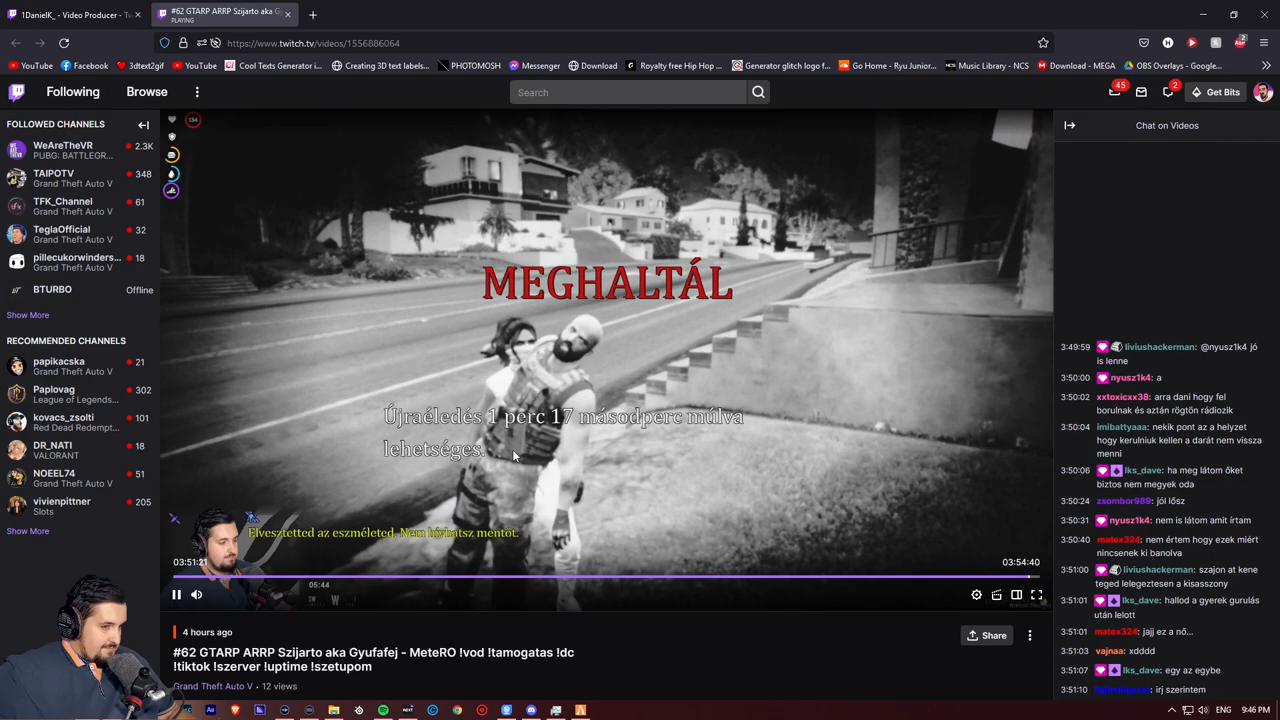 1DanielK_ - Video Producer - Tw
#62 GTARP ARRP Szijarto aka Gy
PLAYING
https://www.twitch.tv/videos/1556886064
YouTube
Facebook
3dtext2gif
YouTube
Cool Texts Generator i...
Creating 3D text labels...
PHOTOMOSH
Messenger
Download
Royalty free Hip Hop ...
Generator glitch logo f...
Go Home - Ryu Junior...
Music Library - NCS
Download - MEGA
OBS Overlays - Google...
Following
Browse
Search
45
2
Get Bits
FOLLOWED CHANNELS
WeAreTheVR
2.3K
PUBG: BATTLEGR...
TAIPOTV
348
Grand Theft Auto V
TFK_Channel
61
Grand Theft Auto V
TeglaOfficial
32
Grand Theft Auto V
pillecukorwinders...
18
Grand Theft Auto V
BTURBO
Offline
Show More
RECOMMENDED CHANNELS
papikacska
21
Grand Theft Auto V
Paplovag
302
League of Legends...
kovacs_zsolti
101
Red Dead Redempt...
DR_NATI
18
VALORANT
NOEEL74
51
Grand Theft Auto V
vivienpittner
205
Slots
Show More
134
MEGHALTÁL
Újraéledés 1 perc 17 másodperc múlva
lehetséges.
Elvesztetted az eszméleted. Nem hívhatsz mentőt.
03:51:21
03:54:40
05:44
W
4 hours ago
Share
#62 GTARP ARRP Szijarto aka Gyufafej - MeteRO !vod !tamogatas !dc
!tiktok !szerver !uptime !szetupom
Grand Theft Auto V • 12 views
Chat on Videos
3:49:59 liviushackerman: @nyusz1k4 jó
is lenne
3:50:00 nyusz1k4: a
3:50:02 xxtoxicxx38: arra dani hogy fel
borulnak és aztán rögtön rádiozik
3:50:04 imibattyaaa: nekik pont az a helyzet
hogy kerulniuk kellen a darát nem vissza
menni
3:50:06 lks_dave: ha meg látom őket
biztos nem megyek oda
3:50:24 zsombor989: jól lősz
3:50:31 nyusz1k4: nem is látom amit írtam
3:50:40 matex324: nem értem hogy ezek miért
nincsenek ki banolva
3:51:00 liviushackerman: szajon at kene
teged lelegeztesen a kisasszony
3:51:01 lks_dave: hallod a gyerek gurulás
után lelott
3:51:01 matex324: jajj ez a nő...
3:51:03 vajnaa: xdddd
3:51:07 lks_dave: egy az egybe
3:51:10 irj szerintem
ENG
9:46 PM